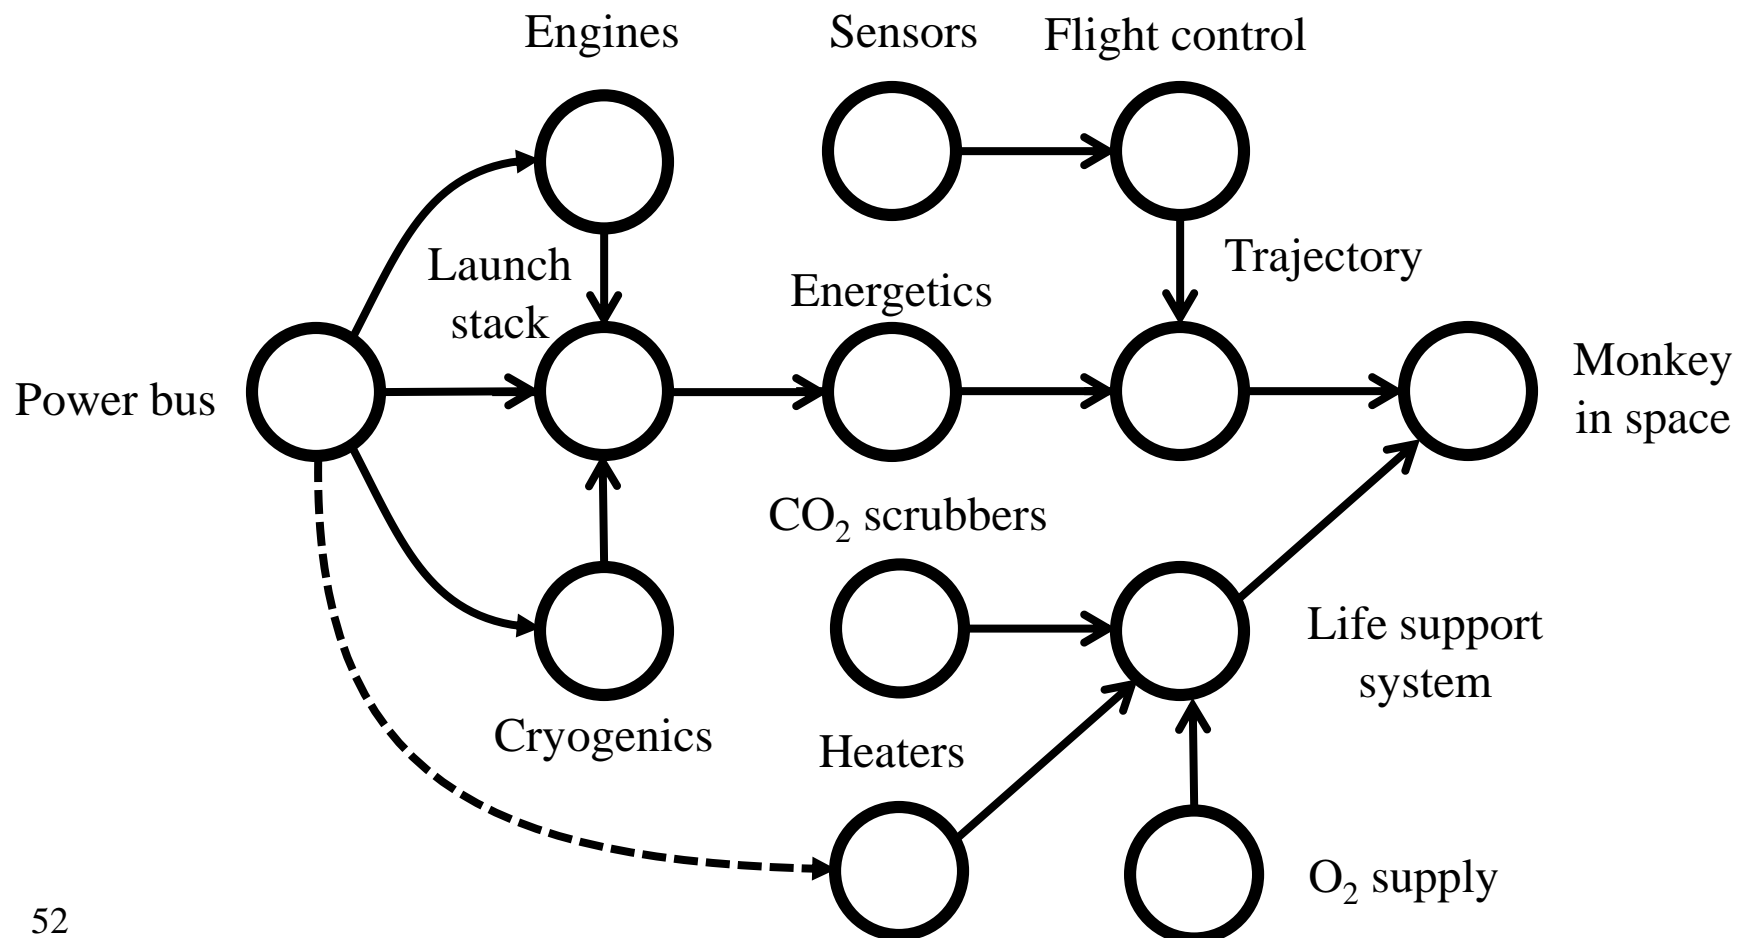 Engines
Sensors
Flight control
Launch
stack
Energetics
Trajectory
Power bus
Monkey
in space
CO₂ scrubbers
Life support
system
Cryogenics
Heaters
O₂ supply
52